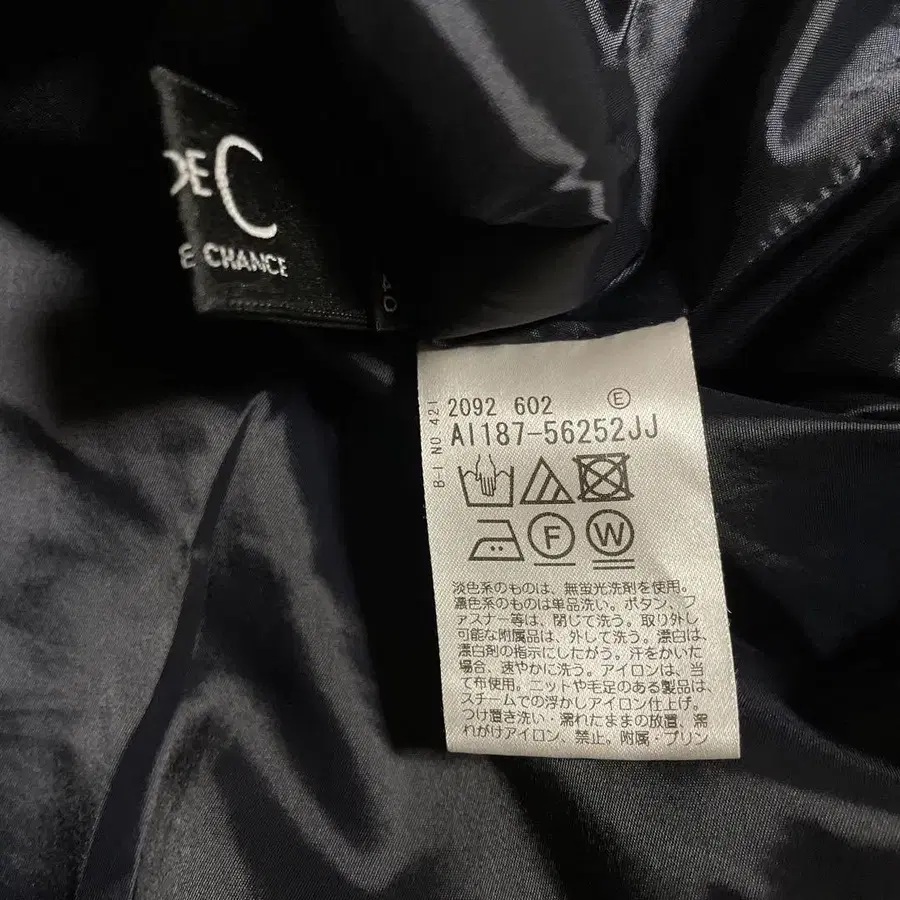 DE C
E CHANCE
40
B-I NO 421
2092 602 E
AI187-56252JJ
F W
淡色系のものは、無蛍光洗剤を使用。
濃色系のものは単品洗い。ボタン、フ
ァスナー等は、閉じて洗う。取り外し
可能な附属品は、外して洗う。漂白は、
漂白剤の指示にしたがう。汗をかいた
場合、速やかに洗う。アイロンは、当
て布使用。ニットや毛足のある製品は、
スチームでの浮かしアイロン仕上げ。
つけ置き洗い・濡れたままの放置、濡
れがけアイロン、禁止。附属・プリン